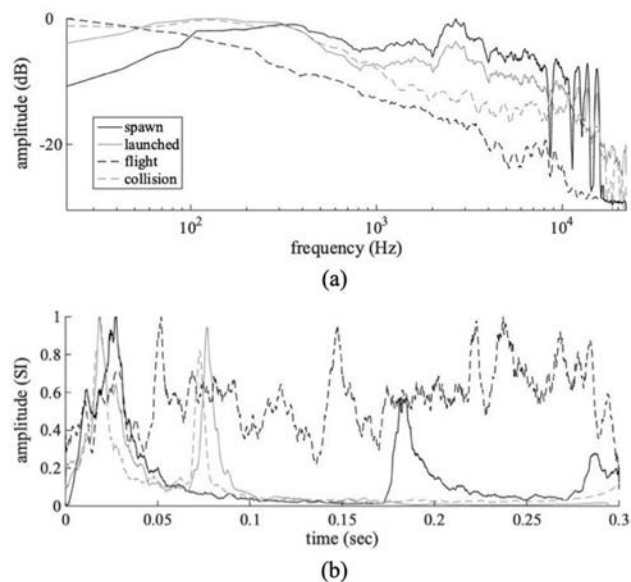 0
-20
amplitude (dB)
spawn
launched
flight
collision
10²
10³
10⁴
frequency (Hz)
(a)
1
0.8
0.6
0.4
0.2
0
amplitude (SI)
0
0.05
0.1
0.15
0.2
0.25
0.3
time (sec)
(b)